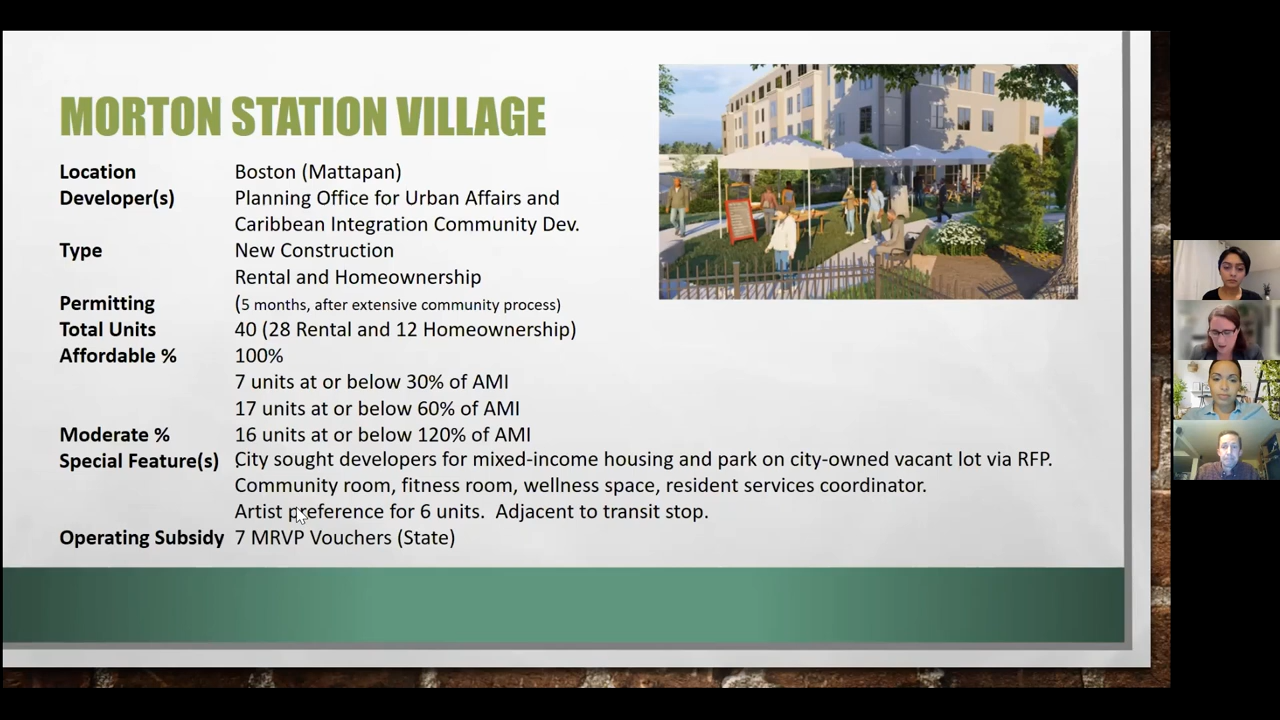 MORTON STATION VILLAGE
Location Boston (Mattapan)
Developer(s) Planning Office for Urban Affairs and
Caribbean Integration Community Dev.
Type New Construction
Rental and Homeownership
Permitting (5 months, after extensive community process)
Total Units 40 (28 Rental and 12 Homeownership)
Affordable % 100%
7 units at or below 30% of AMI
17 units at or below 60% of AMI
Moderate % 16 units at or below 120% of AMI
Special Feature(s) City sought developers for mixed-income housing and park on city-owned vacant lot via RFP.
Community room, fitness room, wellness space, resident services coordinator.
Artist preference for 6 units. Adjacent to transit stop.
Operating Subsidy 7 MRVP Vouchers (State)